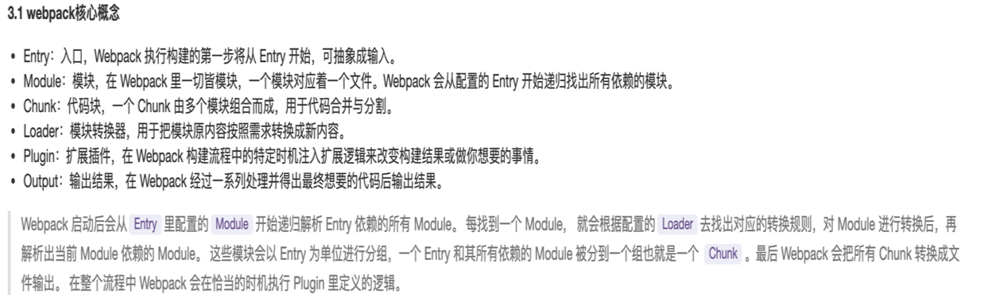 3.1 webpack核心概念
• Entry：入口，Webpack 执行构建的第一步将从 Entry 开始，可抽象成输入。
• Module：模块，在 Webpack 里一切皆模块，一个模块对应着一个文件。Webpack 会从配置的 Entry 开始递归找出所有依赖的模块。
• Chunk：代码块，一个 Chunk 由多个模块组合而成，用于代码合并与分割。
• Loader：模块转换器，用于把模块原内容按照需求转换成新内容。
• Plugin：扩展插件，在 Webpack 构建流程中的特定时机注入扩展逻辑来改变构建结果或做你想要的事情。
• Output：输出结果，在 Webpack 经过一系列处理并得出最终想要的代码后输出结果。
Webpack 启动后会从 Entry 里配置的 Module 开始递归解析 Entry 依赖的所有 Module。 每找到一个 Module， 就会根据配置的 Loader 去找出对应的转换规则，对 Module 进行转换后，再
解析出当前 Module 依赖的 Module。 这些模块会以 Entry 为单位进行分组，一个 Entry 和其所有依赖的 Module 被分到一个组也就是一个 Chunk 。最后 Webpack 会把所有 Chunk 转换成文
件输出。 在整个流程中 Webpack 会在恰当的时机执行 Plugin 里定义的逻辑。